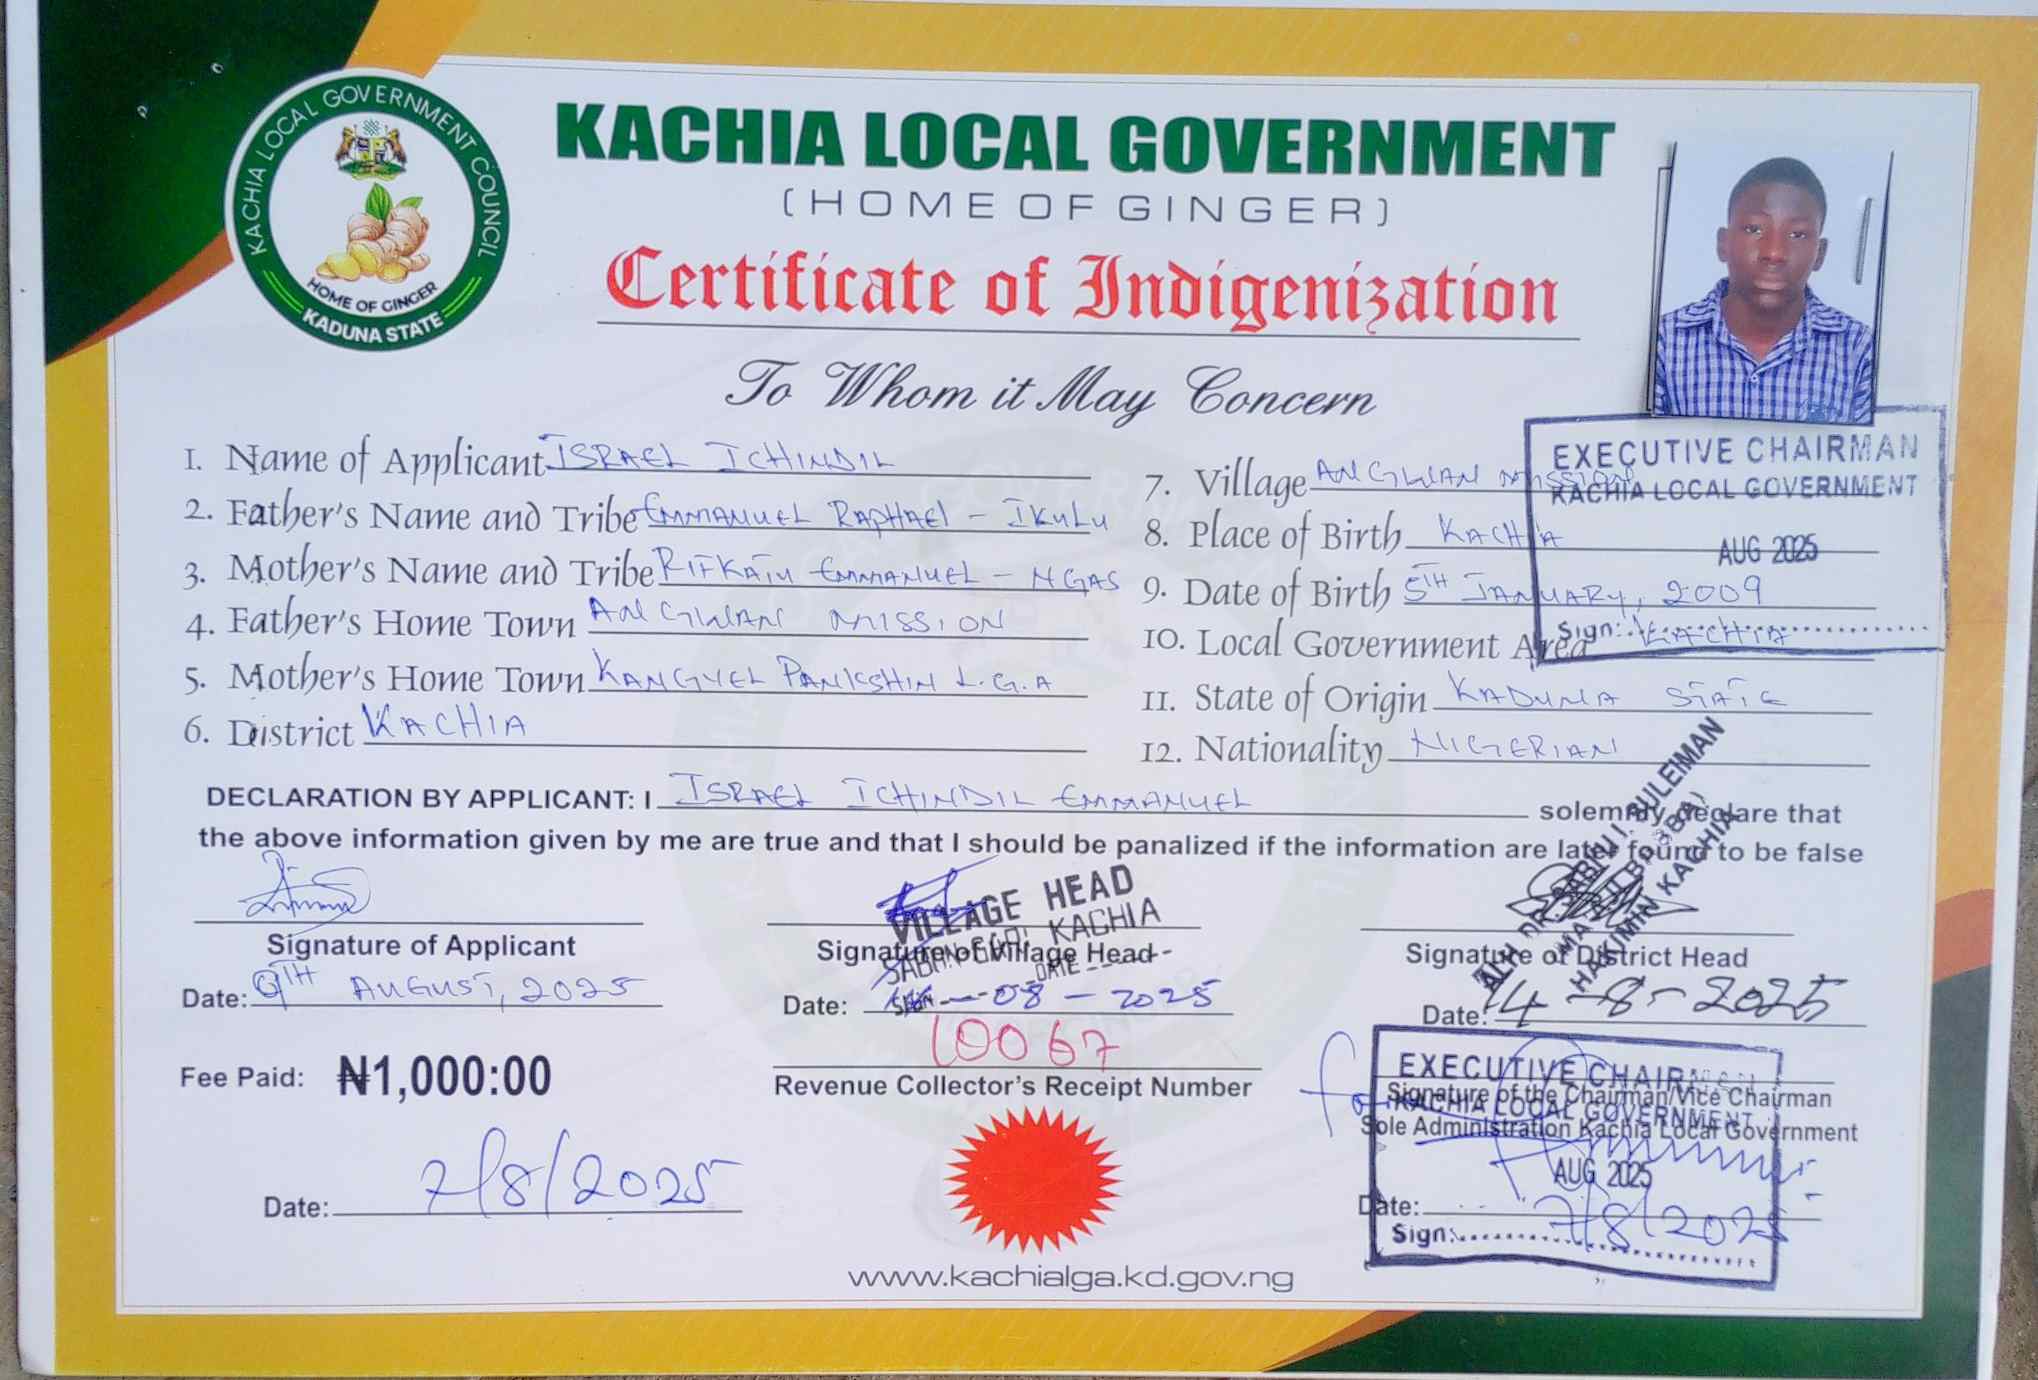 KACHIA LOCAL GOVERNMENT COUNCIL
HOME OF GINGER
KADUNA STATE
KACHIA LOCAL GOVERNMENT
(HOME OF GINGER)
Certificate of Indigenization
To Whom it May Concern
1. Name of Applicant ISRAEL ICHINDIL
2. Father's Name and Tribe EMMANUEL RAPHAEL - IKULU
3. Mother's Name and Tribe RIFKATU EMMANUEL - NGAS
4. Father's Home Town ANGWAN MISSION
5. Mother's Home Town KANGYEL PANKSHIN L.G.A
6. District KACHIA
7. Village ANGWAN MISSION
8. Place of Birth KACHIA
9. Date of Birth 5TH JANUARY, 2009
10. Local Government Area KACHIA
11. State of Origin KADUNA STATE
12. Nationality NIGERIAN
EXECUTIVE CHAIRMAN
KACHIA LOCAL GOVERNMENT
AUG 2025
Sign:
DECLARATION BY APPLICANT: I ISRAEL ICHINDIL EMMANUEL solemnly declare that
the above information given by me are true and that I should be panalized if the information are later found to be false
Signature of Applicant
Date: 9TH AUGUST, 2025
VILLAGE HEAD
KACHIA
Signature of Village Head
DATE
SIGN
Date: 08 - 2025
SULEIMAN
HAKIMIN KACHIA
Signature of District Head
Date: 14 - 8 - 2025
Fee Paid: ₦1,000:00
10067
Revenue Collector's Receipt Number
EXECUTIVE CHAIRMAN
KACHIA LOCAL GOVERNMENT
for
Signature of the Chairman/Vice Chairman
Sole Administration Kachia Local Government
AUG 2025
Date: 7/8/2025
Sign:
Date: 7/8/2025
www.kachialga.kd.gov.ng